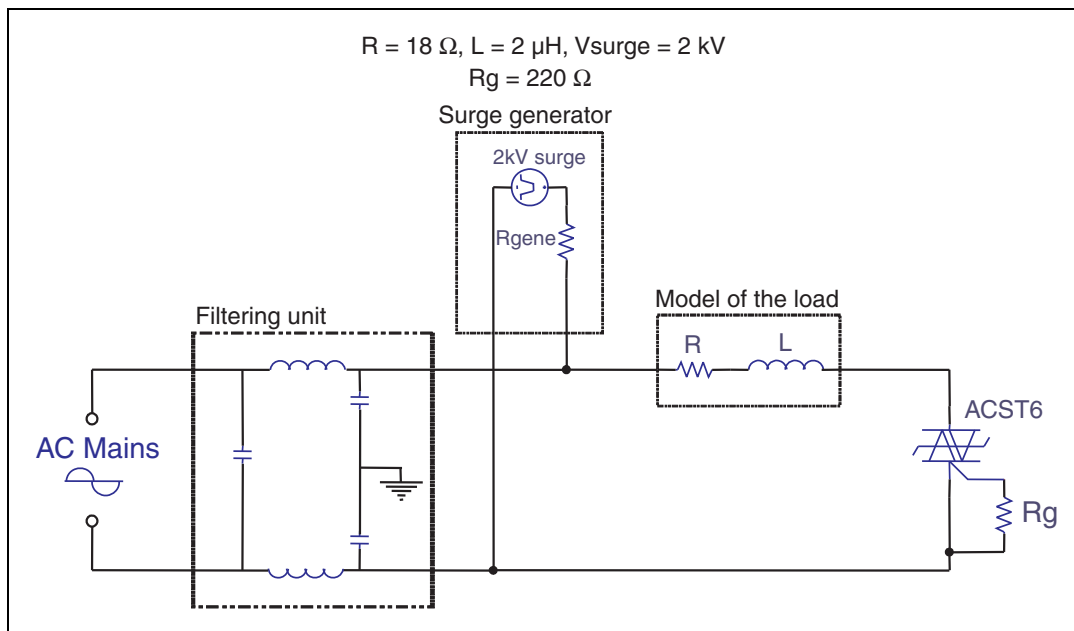 R = 18 Ω, L = 2 µH, Vsurge = 2 kV
Rg = 220 Ω
Surge generator
2kV surge
Rgene
Model of the load
Filtering unit
R
L
ACST6
AC Mains
Rg